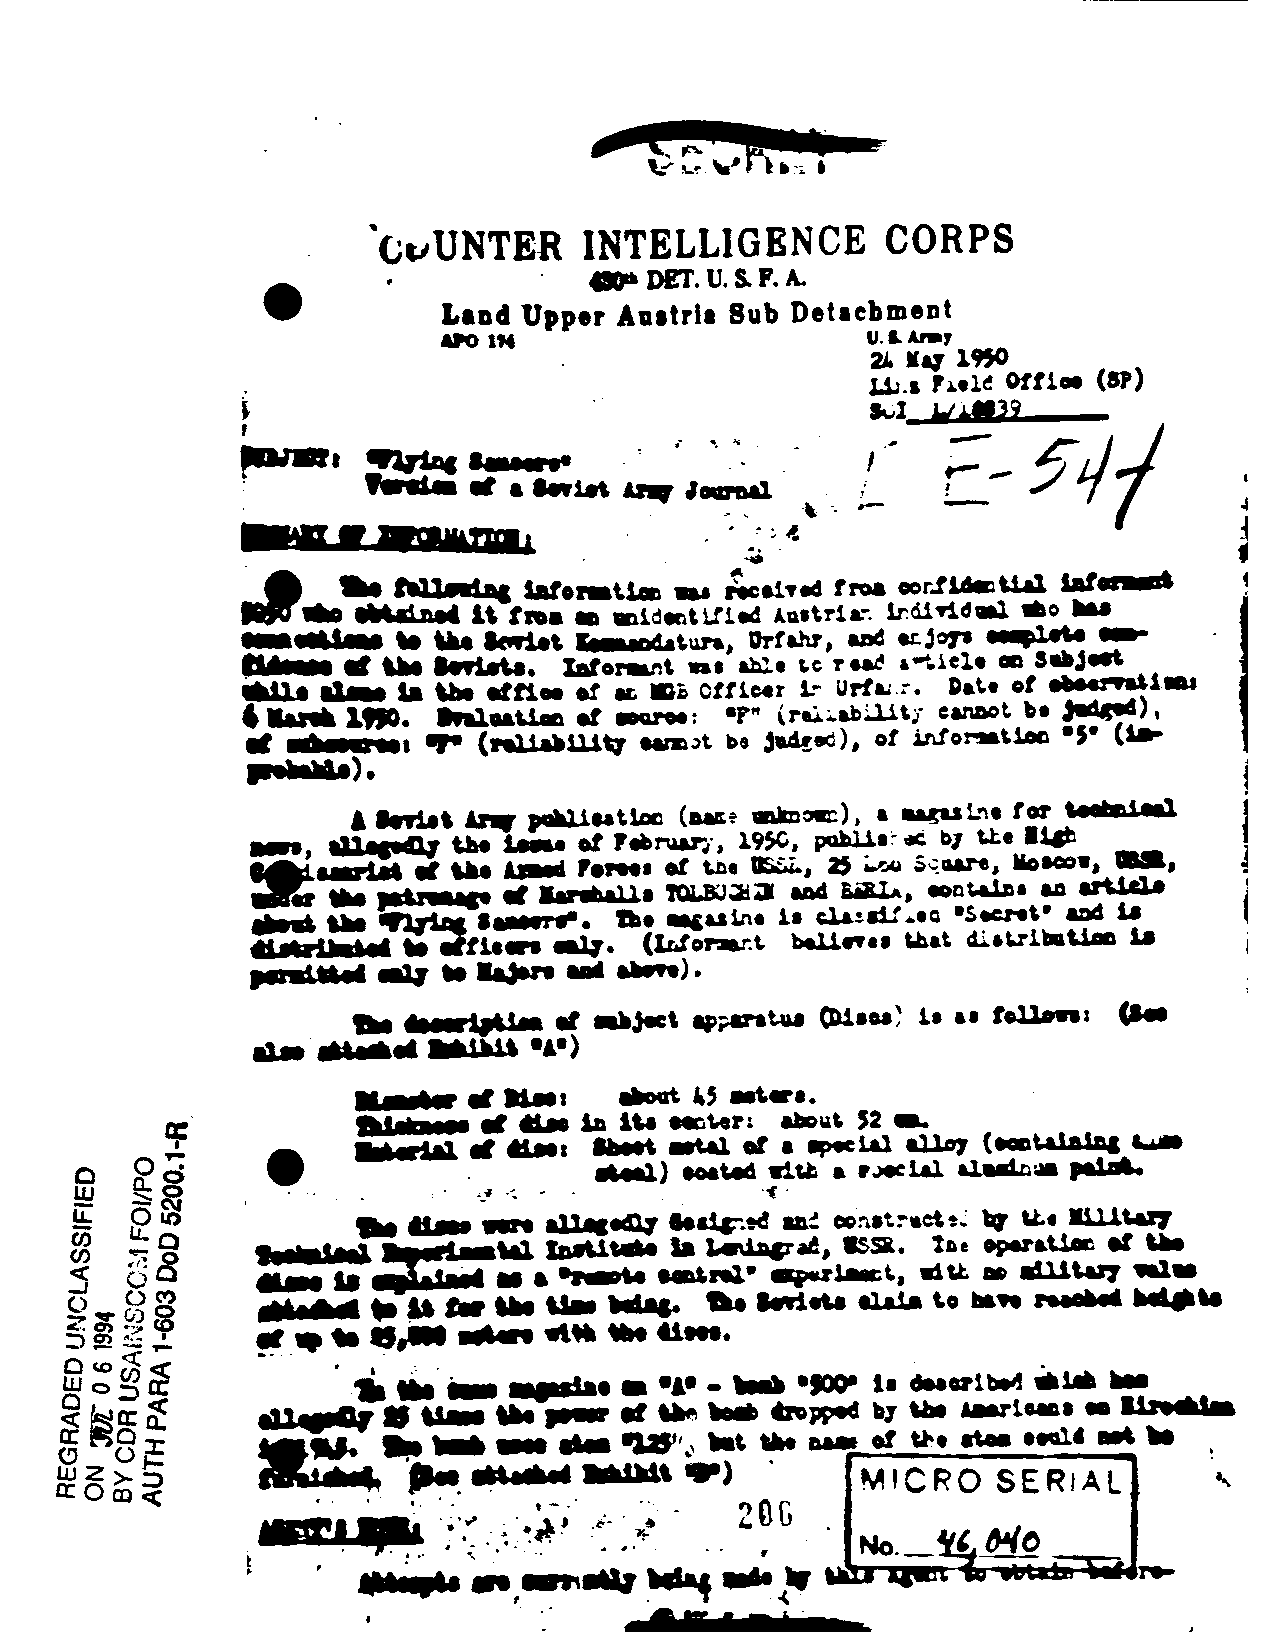 COUNTER INTELLIGENCE CORPS
430th DET. U. S. F. A.
Land Upper Austria Sub Detachment
APO 174
U. S. Army
24 May 1950
Field Office (SP)
E-544
SUBJECT: "Flying Saucers"
Version of a Soviet Army Journal
SUMMARY OF INFORMATION:
The following information was received from confidential informant
who obtained it from an unidentified Austrian individual who has
connections to the Soviet Kommandatura, Urfahr, and enjoys complete con-
fidence of the Soviets. Informant was able to read article on Subject
while alone in the office of an MGB Officer in Urfahr. Date of observation:
6 March 1950. Evaluation of source: "F" (reliability cannot be judged),
of subsource: "F" (reliability cannot be judged), of information "5" (im-
probable).
A Soviet Army publication (name unknown), a magazine for technical
news, allegedly the issue of February, 1950, published by the High
Commissariat of the Armed Forces of the USSR, 25 Square, Moscow, USSR,
under the patronage of Marshalls TOLBUCHIN and BERIA, contains an article
about the "Flying Saucers". The magazine is classified "Secret" and is
distributed to officers only. (Informant believes that distribution is
permitted only to Majors and above).
The description of subject apparatus (Discs) is as follows: (See
also attached Exhibit "A")
Diameter of Disc: about 45 meters.
Thickness of disc in its center: about 52 cm.
Material of disc: Sheet metal of a special alloy (containing some
steel) coated with a special aluminum paint.
The discs were allegedly designed and constructed by the Military
Technical Experimental Institute in Leningrad, USSR. The operation of the
discs is explained as a "remote control" experiment, with no military value
attached to it for the time being. The Soviets claim to have reached heights
of up to 25,000 meters with the discs.
In the same magazine an "A" - bomb "500" is described which has
allegedly 25 times the power of the bomb dropped by the Americans on Hiroshima
The bomb uses atom "125", but the name of the atom could not be
furnished. (See attached Exhibit "B")
206
AGENT'S NOTE:
Attempts are currently being made by this Agent to obtain before-
MICRO SERIAL
No. 46,040
REGRADED UNCLASSIFIED
ON JUL 06 1994
BY CDR USAINSCOM FOI/PO
AUTH PARA 1-603 DoD 5200.1-R